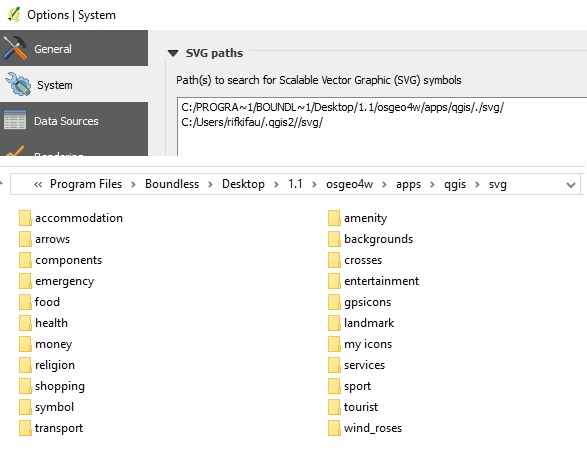 Options | System
General
System
Data Sources
Rendering
SVG paths
Path(s) to search for Scalable Vector Graphic (SVG) symbols
C:/PROGRA~1/BOUNDL~1/Desktop/1.1/osgeo4w/apps/qgis/./svg/
C:/Users/rifkifau/.qgis2//svg/
« Program Files > Boundless > Desktop > 1.1 > osgeo4w > apps > qgis > svg
accommodation
arrows
components
emergency
food
health
money
religion
shopping
symbol
transport
amenity
backgrounds
crosses
entertainment
gpsicons
landmark
my icons
services
sport
tourist
wind_roses